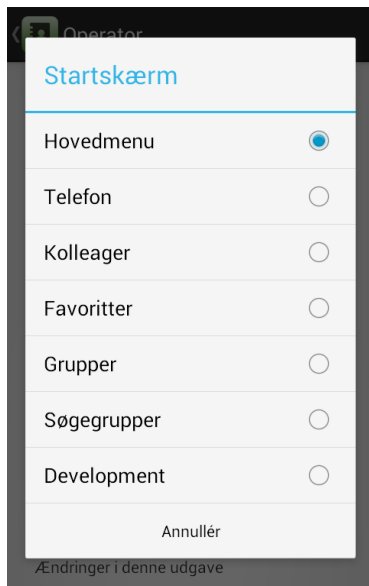 Operator
Startskærm
Hovedmenu
Telefon
Kolleager
Favoritter
Grupper
Søgegrupper
Development
Annullér
Ændringer i denne udgave